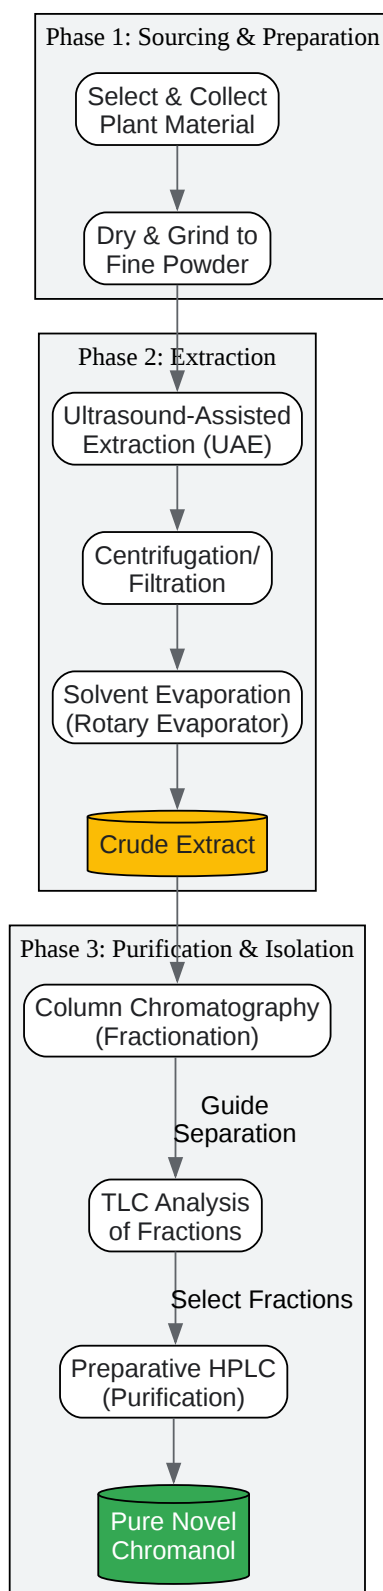 Phase 1: Sourcing & Preparation
Select & Collect
Plant Material
Dry & Grind to
Fine Powder
Phase 2: Extraction
Ultrasound-Assisted
Extraction (UAE)
Centrifugation/
Filtration
Solvent Evaporation
(Rotary Evaporator)
Crude Extract
Phase 3: Purification & Isolation
Column Chromatography
(Fractionation)
Guide
Separation
TLC Analysis
of Fractions
Select Fractions
Preparative HPLC
(Purification)
Pure Novel
Chromanol